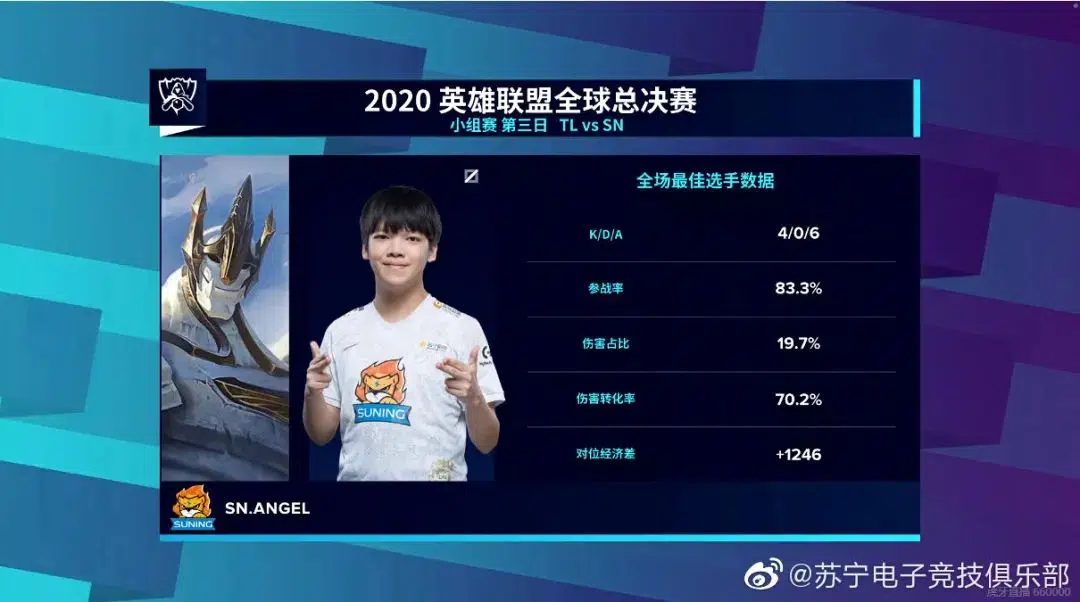 2020 英雄联盟全球总决赛
小组赛 第三日 TL vs SN
全场最佳选手数据
K/D/A 4/0/6
参战率 83.3%
伤害占比 19.7%
伤害转化率 70.2%
对位经济差 +1246
SUNING
SUNING
SN.ANGEL
@苏宁电子竞技俱乐部
虎牙直播 660000